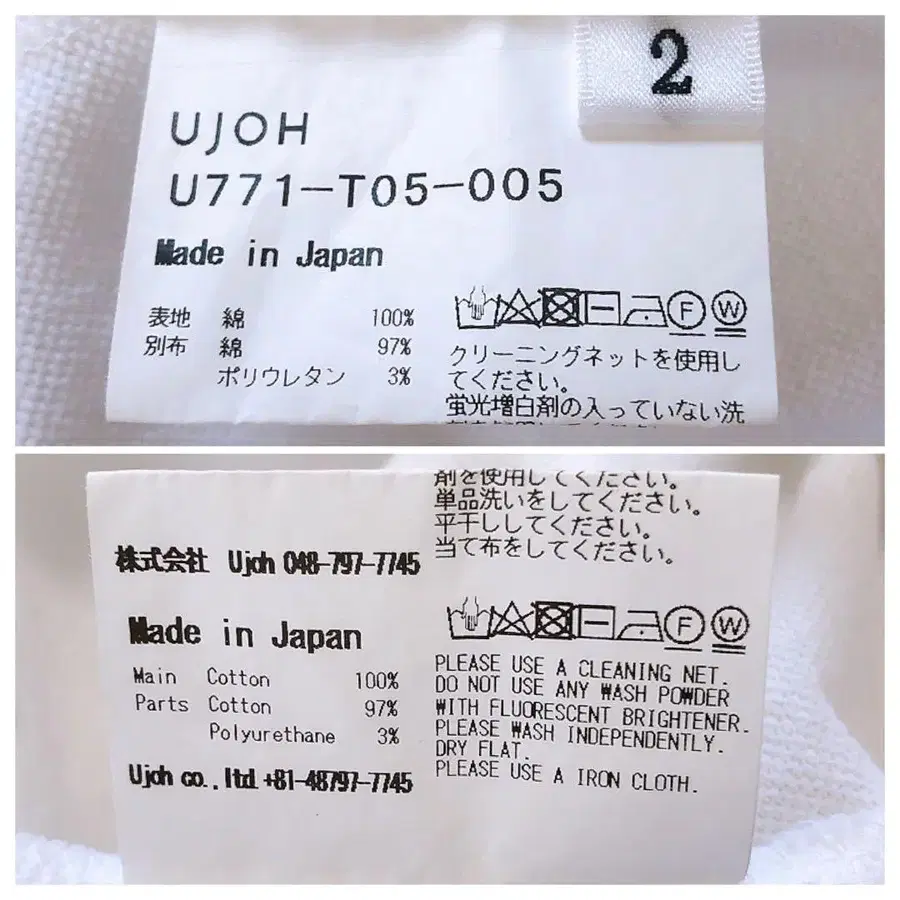 2
UJOH
U771-T05-005
Made in Japan
表地 綿 100%
別布 綿 97%
ポリウレタン 3%
F W
クリーニングネットを使用し
てください。
蛍光増白剤の入っていない洗
剤を使用してください。
単品洗いをしてください。
平干ししてください。
当て布をしてください。
株式会社 Ujoh 048-797-7745
Made in Japan
Main Cotton 100%
Parts Cotton 97%
Polyurethane 3%
Ujoh co.,ltd +81-48797-7745
F W
PLEASE USE A CLEANING NET.
DO NOT USE ANY WASH POWDER
WITH FLUORESCENT BRIGHTENER.
PLEASE WASH INDEPENDENTLY.
DRY FLAT.
PLEASE USE A IRON CLOTH.